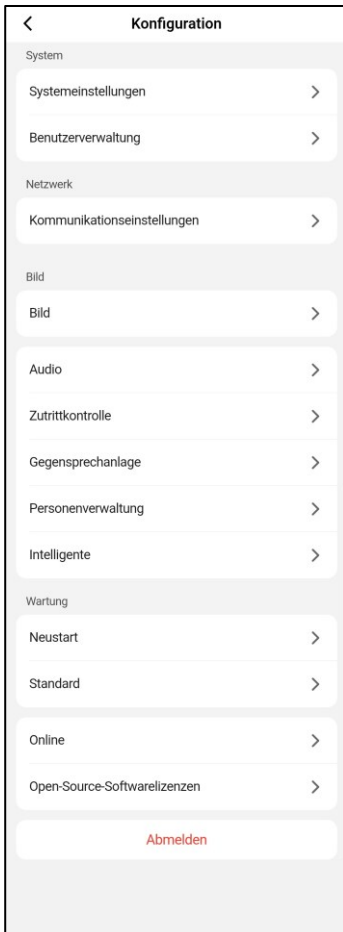 Konfiguration
System
Systemeinstellungen
Benutzerverwaltung
Netzwerk
Kommunikationseinstellungen
Bild
Bild
Audio
Zutrittkontrolle
Gegensprechanlage
Personenverwaltung
Intelligente
Wartung
Neustart
Standard
Online
Open-Source-Softwarelizenzen
Abmelden